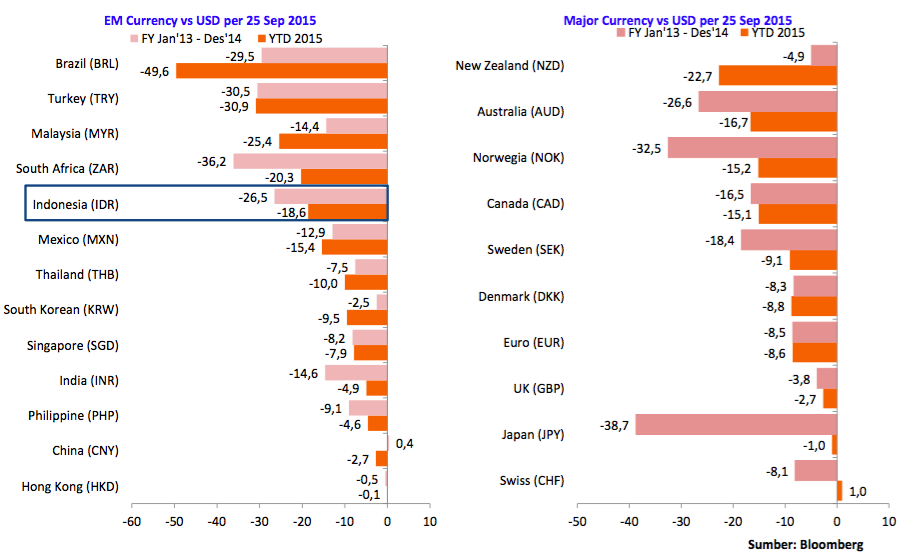 EM Currency vs USD per 25 Sep 2015
FY Jan'13 - Des'14 YTD 2015
Brazil (BRL) -29,5
-49,6
Turkey (TRY) -30,5
-30,9
Malaysia (MYR) -14,4
-25,4
South Africa (ZAR) -36,2
-20,3
Indonesia (IDR) -26,5
-18,6
Mexico (MXN) -12,9
-15,4
Thailand (THB) -7,5
-10,0
South Korean (KRW) -2,5
-9,5
Singapore (SGD) -8,2
-7,9
India (INR) -14,6
-4,9
Philippine (PHP) -9,1
-4,6
China (CNY) 0,4
-2,7
Hong Kong (HKD) -0,5
-0,1
-60 -50 -40 -30 -20 -10 0 10
Major Currency vs USD per 25 Sep 2015
FY Jan'13 - Des'14 YTD 2015
New Zealand (NZD) -4,9
-22,7
Australia (AUD) -26,6
-16,7
Norwegia (NOK) -32,5
-15,2
Canada (CAD) -16,5
-15,1
Sweden (SEK) -18,4
-9,1
Denmark (DKK) -8,3
-8,8
Euro (EUR) -8,5
-8,6
UK (GBP) -3,8
-2,7
Japan (JPY) -38,7
-1,0
Swiss (CHF) -8,1
1,0
-50 -40 -30 -20 -10 0 10
Sumber: Bloomberg